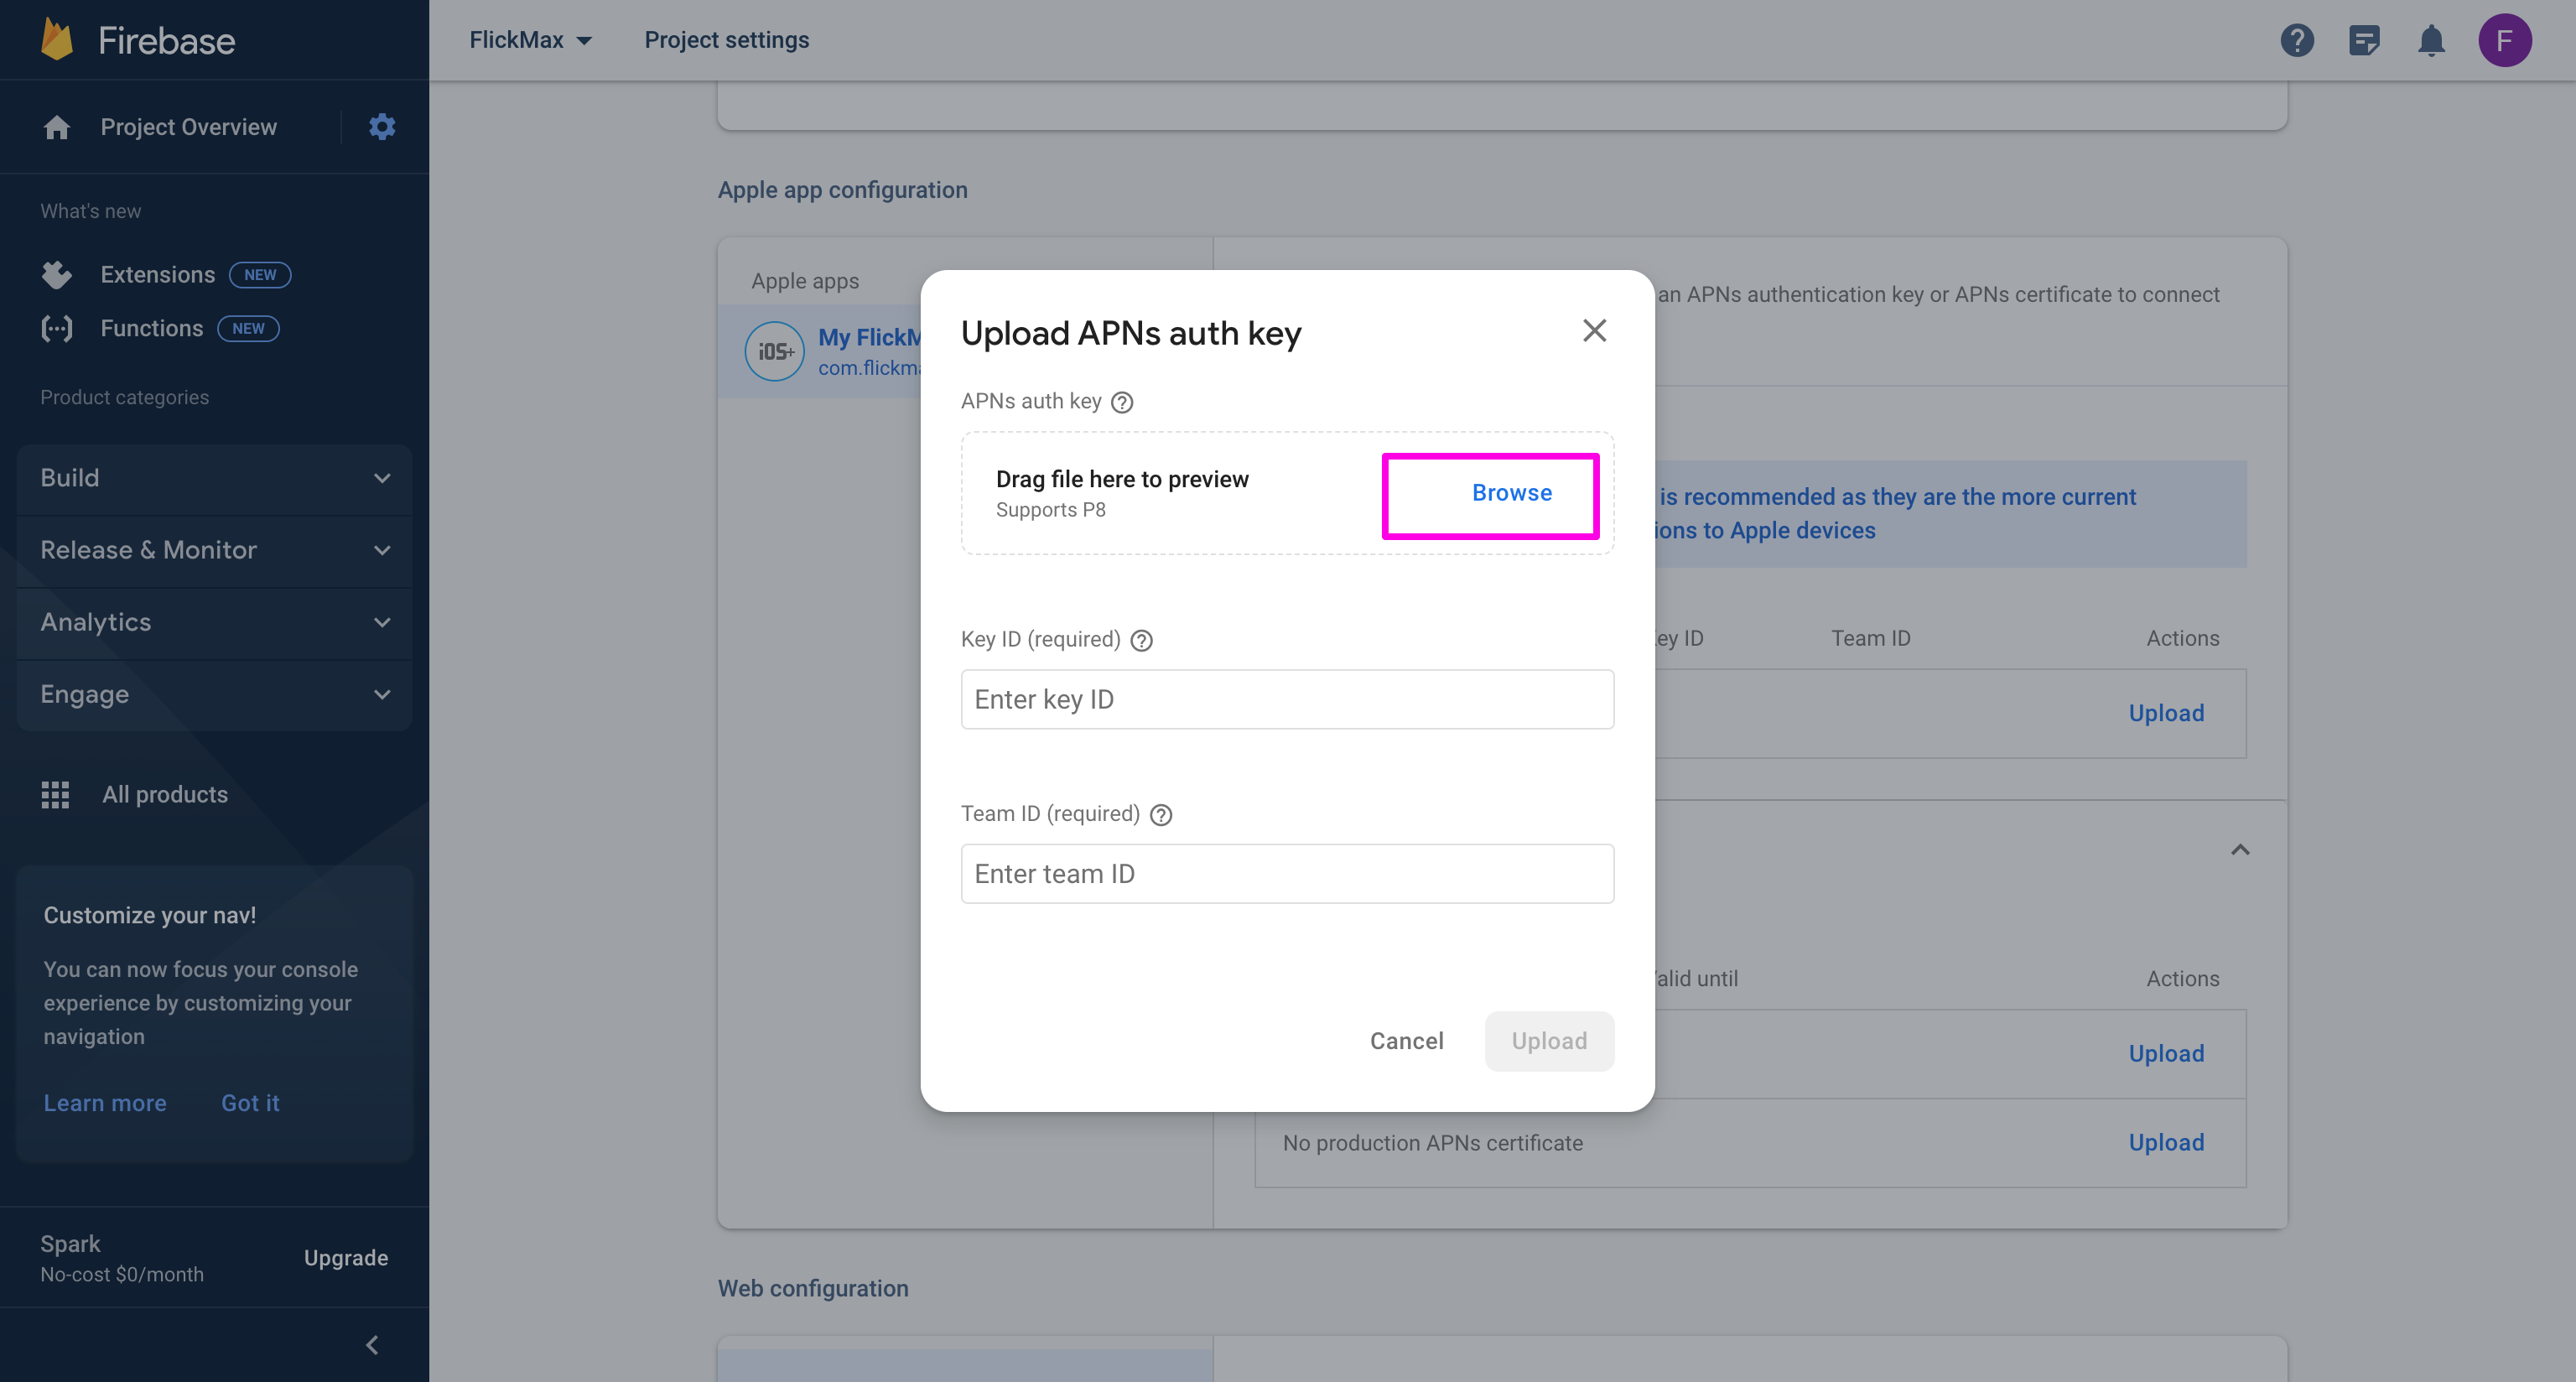 Firebase
FlickMax
Project settings
F
Project Overview
What's new
Extensions NEW
Functions NEW
Product categories
Build
Release & Monitor
Analytics
Engage
All products
Customize your nav!
You can now focus your console
experience by customizing your
navigation
Learn more Got it
Spark
No-cost $0/month
Upgrade
Apple app configuration
Apple apps
iOS+
My FlickM
com.flickma
an APNs authentication key or APNs certificate to connect
is recommended as they are the more current
ions to Apple devices
ey ID Team ID Actions
Upload
alid until Actions
Upload
No production APNs certificate Upload
Web configuration
Upload APNs auth key
APNs auth key
Drag file here to preview
Supports P8
Browse
Key ID (required)
Enter key ID
Team ID (required)
Enter team ID
Cancel Upload